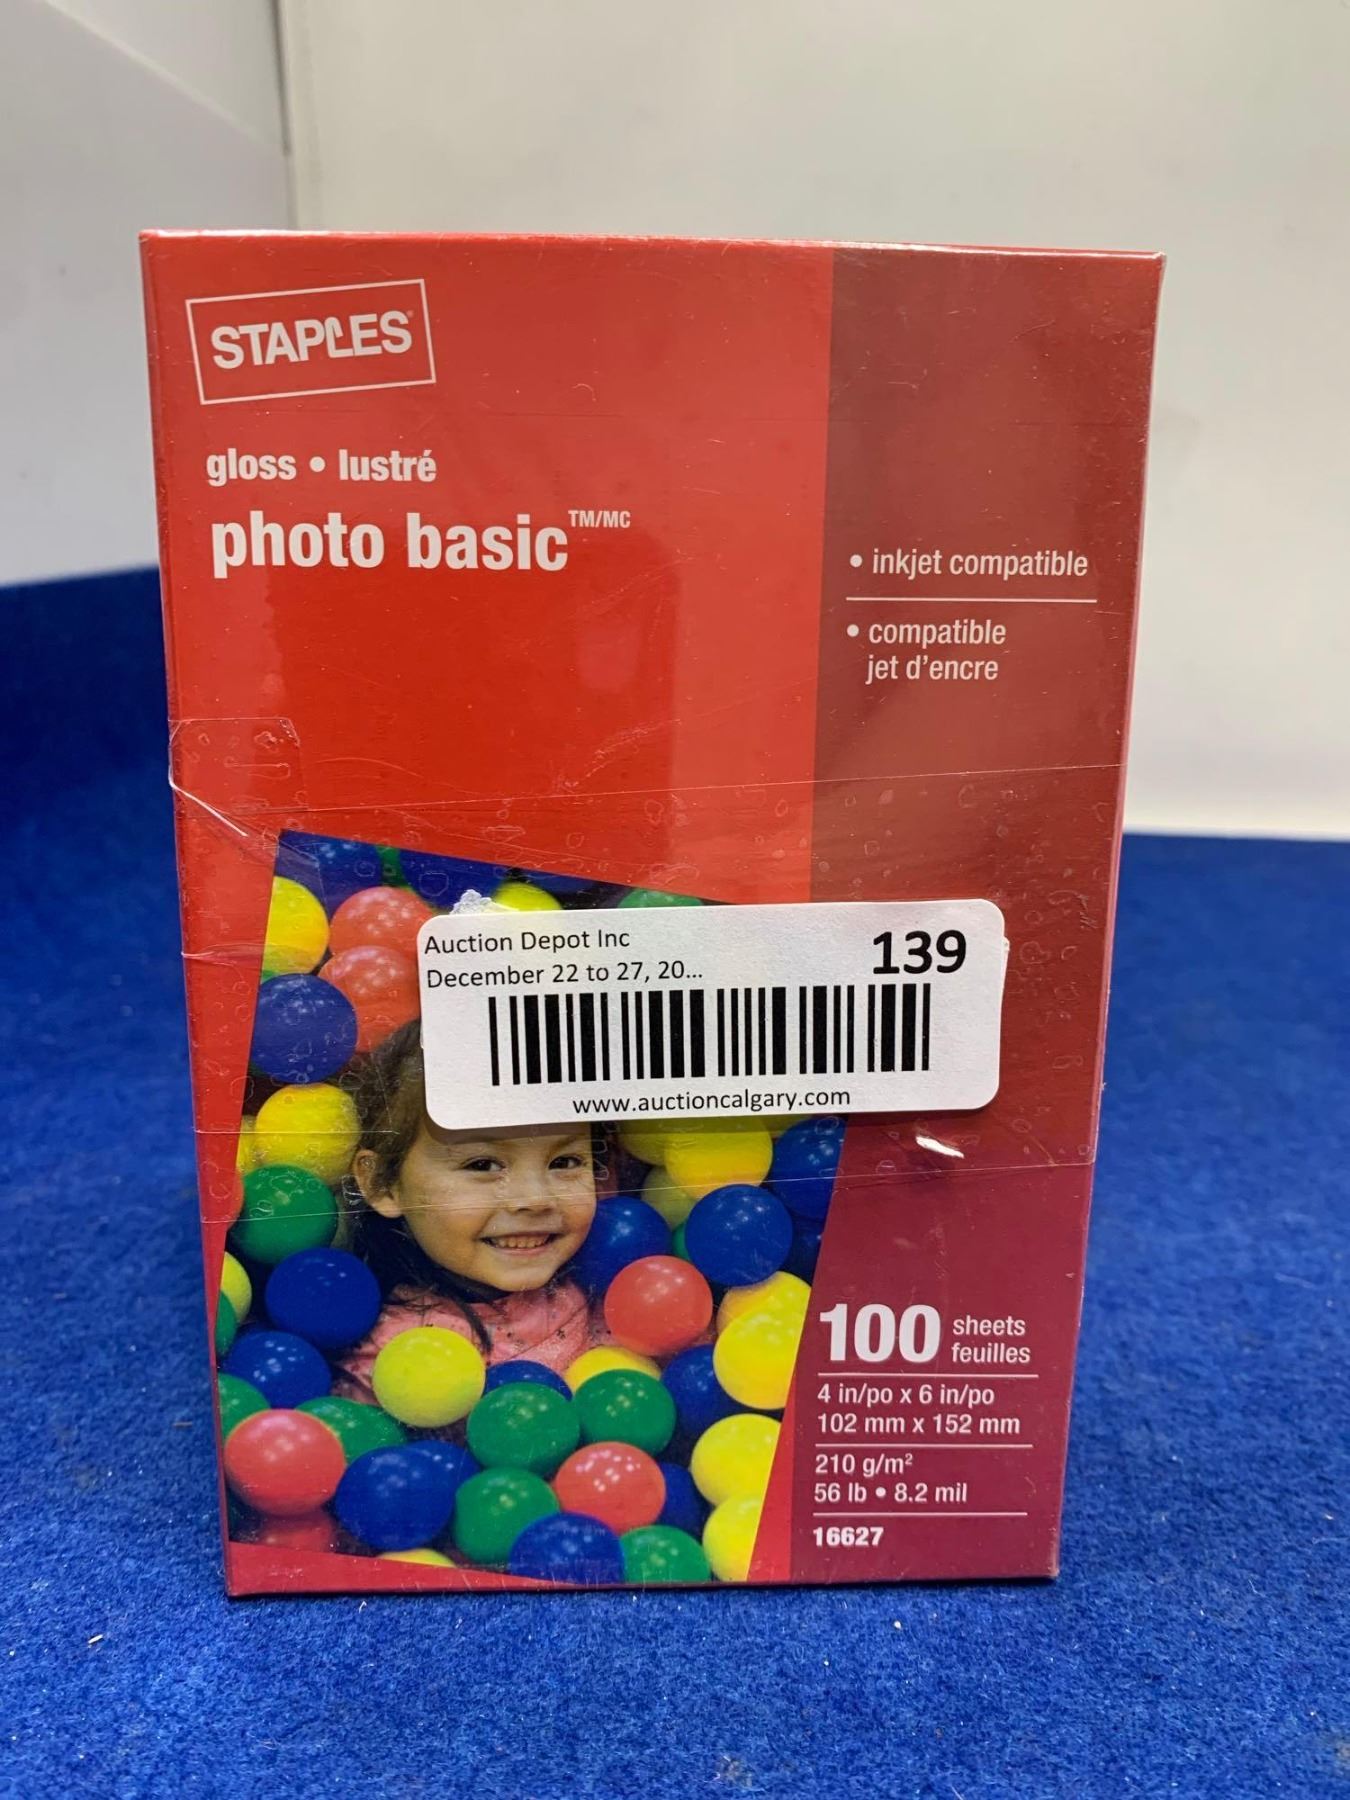 STAPLES
gloss • lustré
photo basic™/MC
• inkjet compatible
• compatible
jet d'encre
Auction Depot Inc
139
December 22 to 27, 20...
www.auctioncalgary.com
100 sheets
feuilles
4 in/po x 6 in/po
102 mm x 152 mm
210 g/m²
56 lb • 8.2 mil
16627